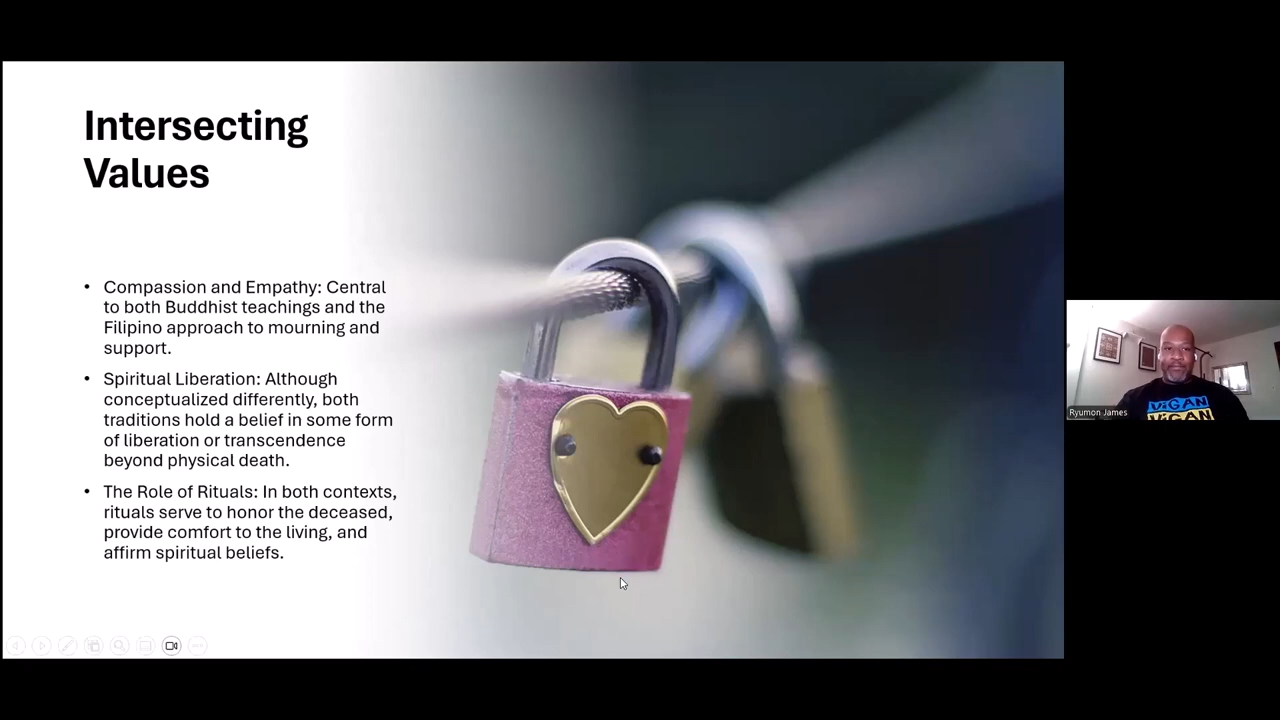 Intersecting
Values
• Compassion and Empathy: Central
to both Buddhist teachings and the
Filipino approach to mourning and
support.
• Spiritual Liberation: Although
conceptualized differently, both
traditions hold a belief in some form
of liberation or transcendence
beyond physical death.
• The Role of Rituals: In both contexts,
rituals serve to honor the deceased,
provide comfort to the living, and
affirm spiritual beliefs.
Ryumon James
ViGAN
ViGAN